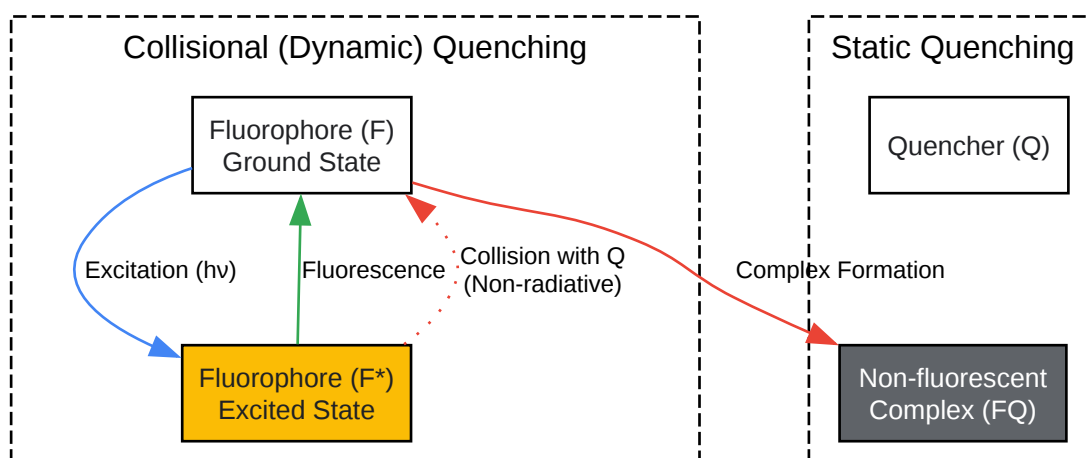 Collisional (Dynamic) Quenching
Static Quenching
Fluorophore (F)
Ground State
Quencher (Q)
Excitation (hν)
Fluorescence
Collision with Q
(Non-radiative)
Complex Formation
Fluorophore (F*)
Excited State
Non-fluorescent
Complex (FQ)